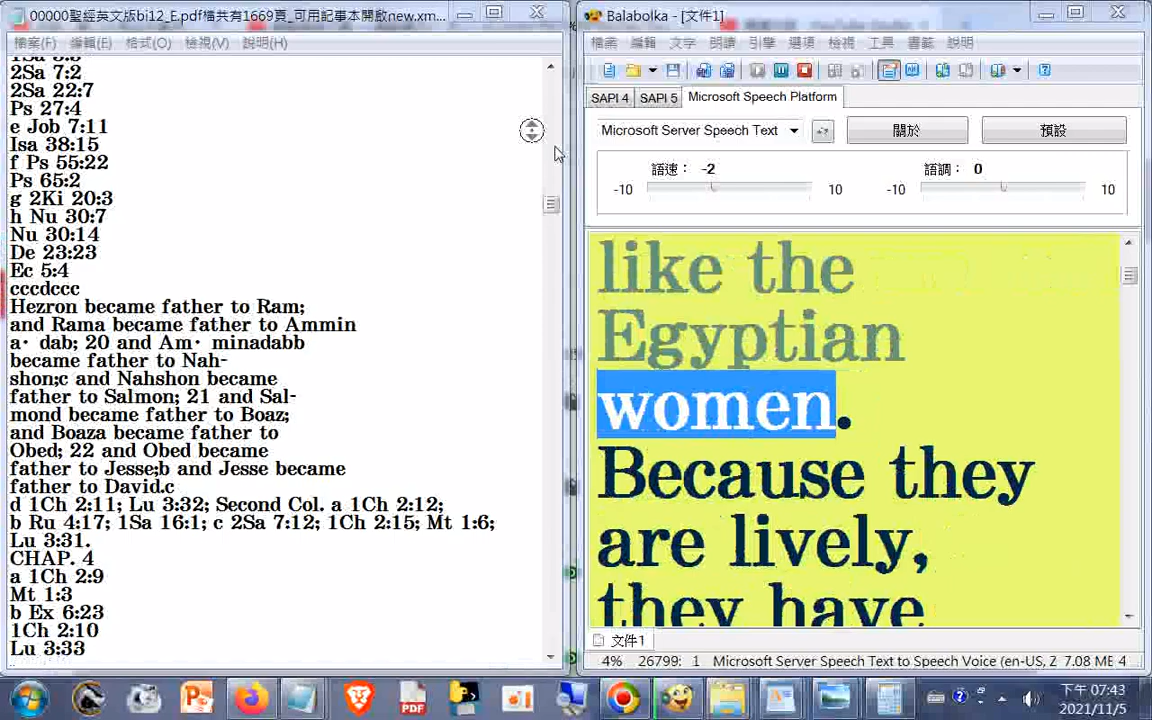 00000聖經英文版bi12_E.pdf檔共有1669頁_可用記事本開啟new.xm...
檔案(F) 編輯(E) 格式(O) 檢視(V) 說明(H)
2Sa 7:2
2Sa 22:7
Ps 27:4
e Job 7:11
Isa 38:15
f Ps 55:22
Ps 65:2
g 2Ki 20:3
h Nu 30:7
Nu 30:14
De 23:23
Ec 5:4
cccdccc
Hezron became father to Ram;
and Rama became father to Ammin
a· dab; 20 and Am· minadabb
became father to Nah-
shon;c and Nahshon became
father to Salmon; 21 and Sal-
mond became father to Boaz;
and Boaza became father to
Obed; 22 and Obed became
father to Jesse;b and Jesse became
father to David.c
d 1Ch 2:11; Lu 3:32; Second Col. a 1Ch 2:12;
b Ru 4:17; 1Sa 16:1; c 2Sa 7:12; 1Ch 2:15; Mt 1:6;
Lu 3:31.
CHAP. 4
a 1Ch 2:9
Mt 1:3
b Ex 6:23
1Ch 2:10
Lu 3:33
Balabolka - [文件1]
檔案 編輯 文字 朗讀 引擎 選項 檢視 工具 書籤 說明
SAPI 4 SAPI 5 Microsoft Speech Platform
Microsoft Server Speech Text 關於 預設
語速： -2 語調： 0
-10 10 -10 10
like the
Egyptian
women.
Because they
are lively,
they have
文件1
4% 26799: 1 Microsoft Server Speech Text to Speech Voice (en-US, Z 7.08 ME 4
PDF
下午 07:43
2021/11/5